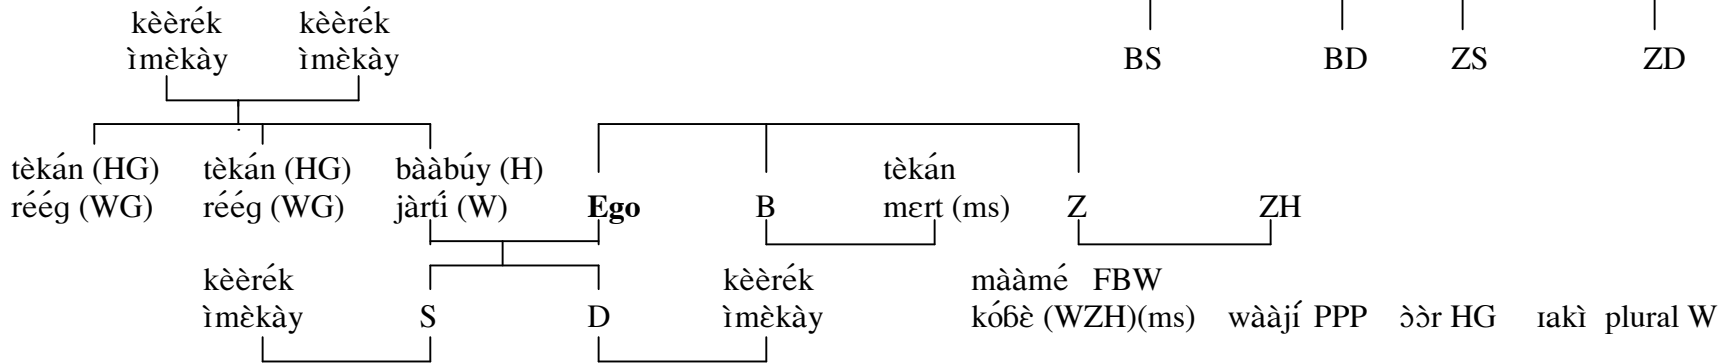 kèèrék kèèrék
ìmɛ̀kày ìmɛ̀kày BS BD ZS ZD
tèkán (HG) tèkán (HG) bààbúy (H) tèkán
réég (WG) réég (WG) jàrtí (W) Ego B mɛrt (ms) Z ZH
kèèrék kèèrék mààmé FBW
ìmɛ̀kày S D ìmɛ̀kày kóɓè (WZH)(ms) wààjí PPP ɔ̀ɔ̀r HG ɪakì plural W